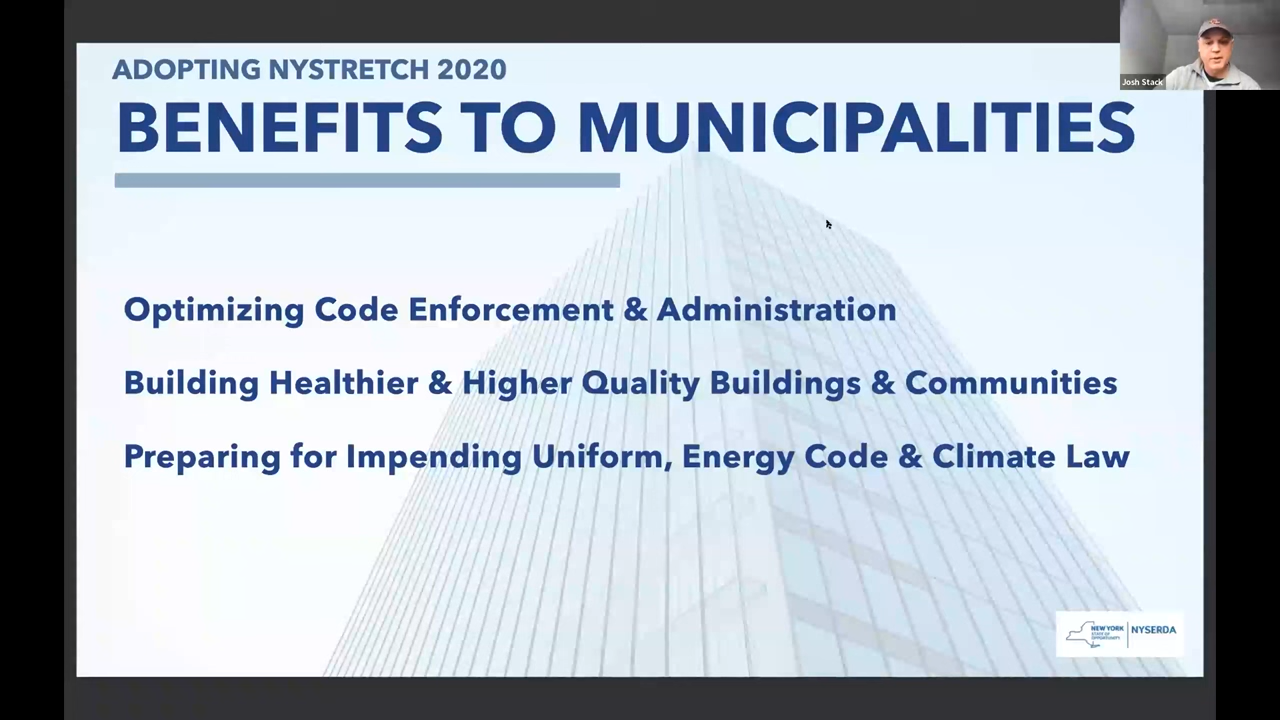 Josh Stack
ADOPTING NYSTRETCH 2020
BENEFITS TO MUNICIPALITIES
Optimizing Code Enforcement & Administration
Building Healthier & Higher Quality Buildings & Communities
Preparing for Impending Uniform, Energy Code & Climate Law
NEW YORK
STATE OF
OPPORTUNITY
NYSERDA